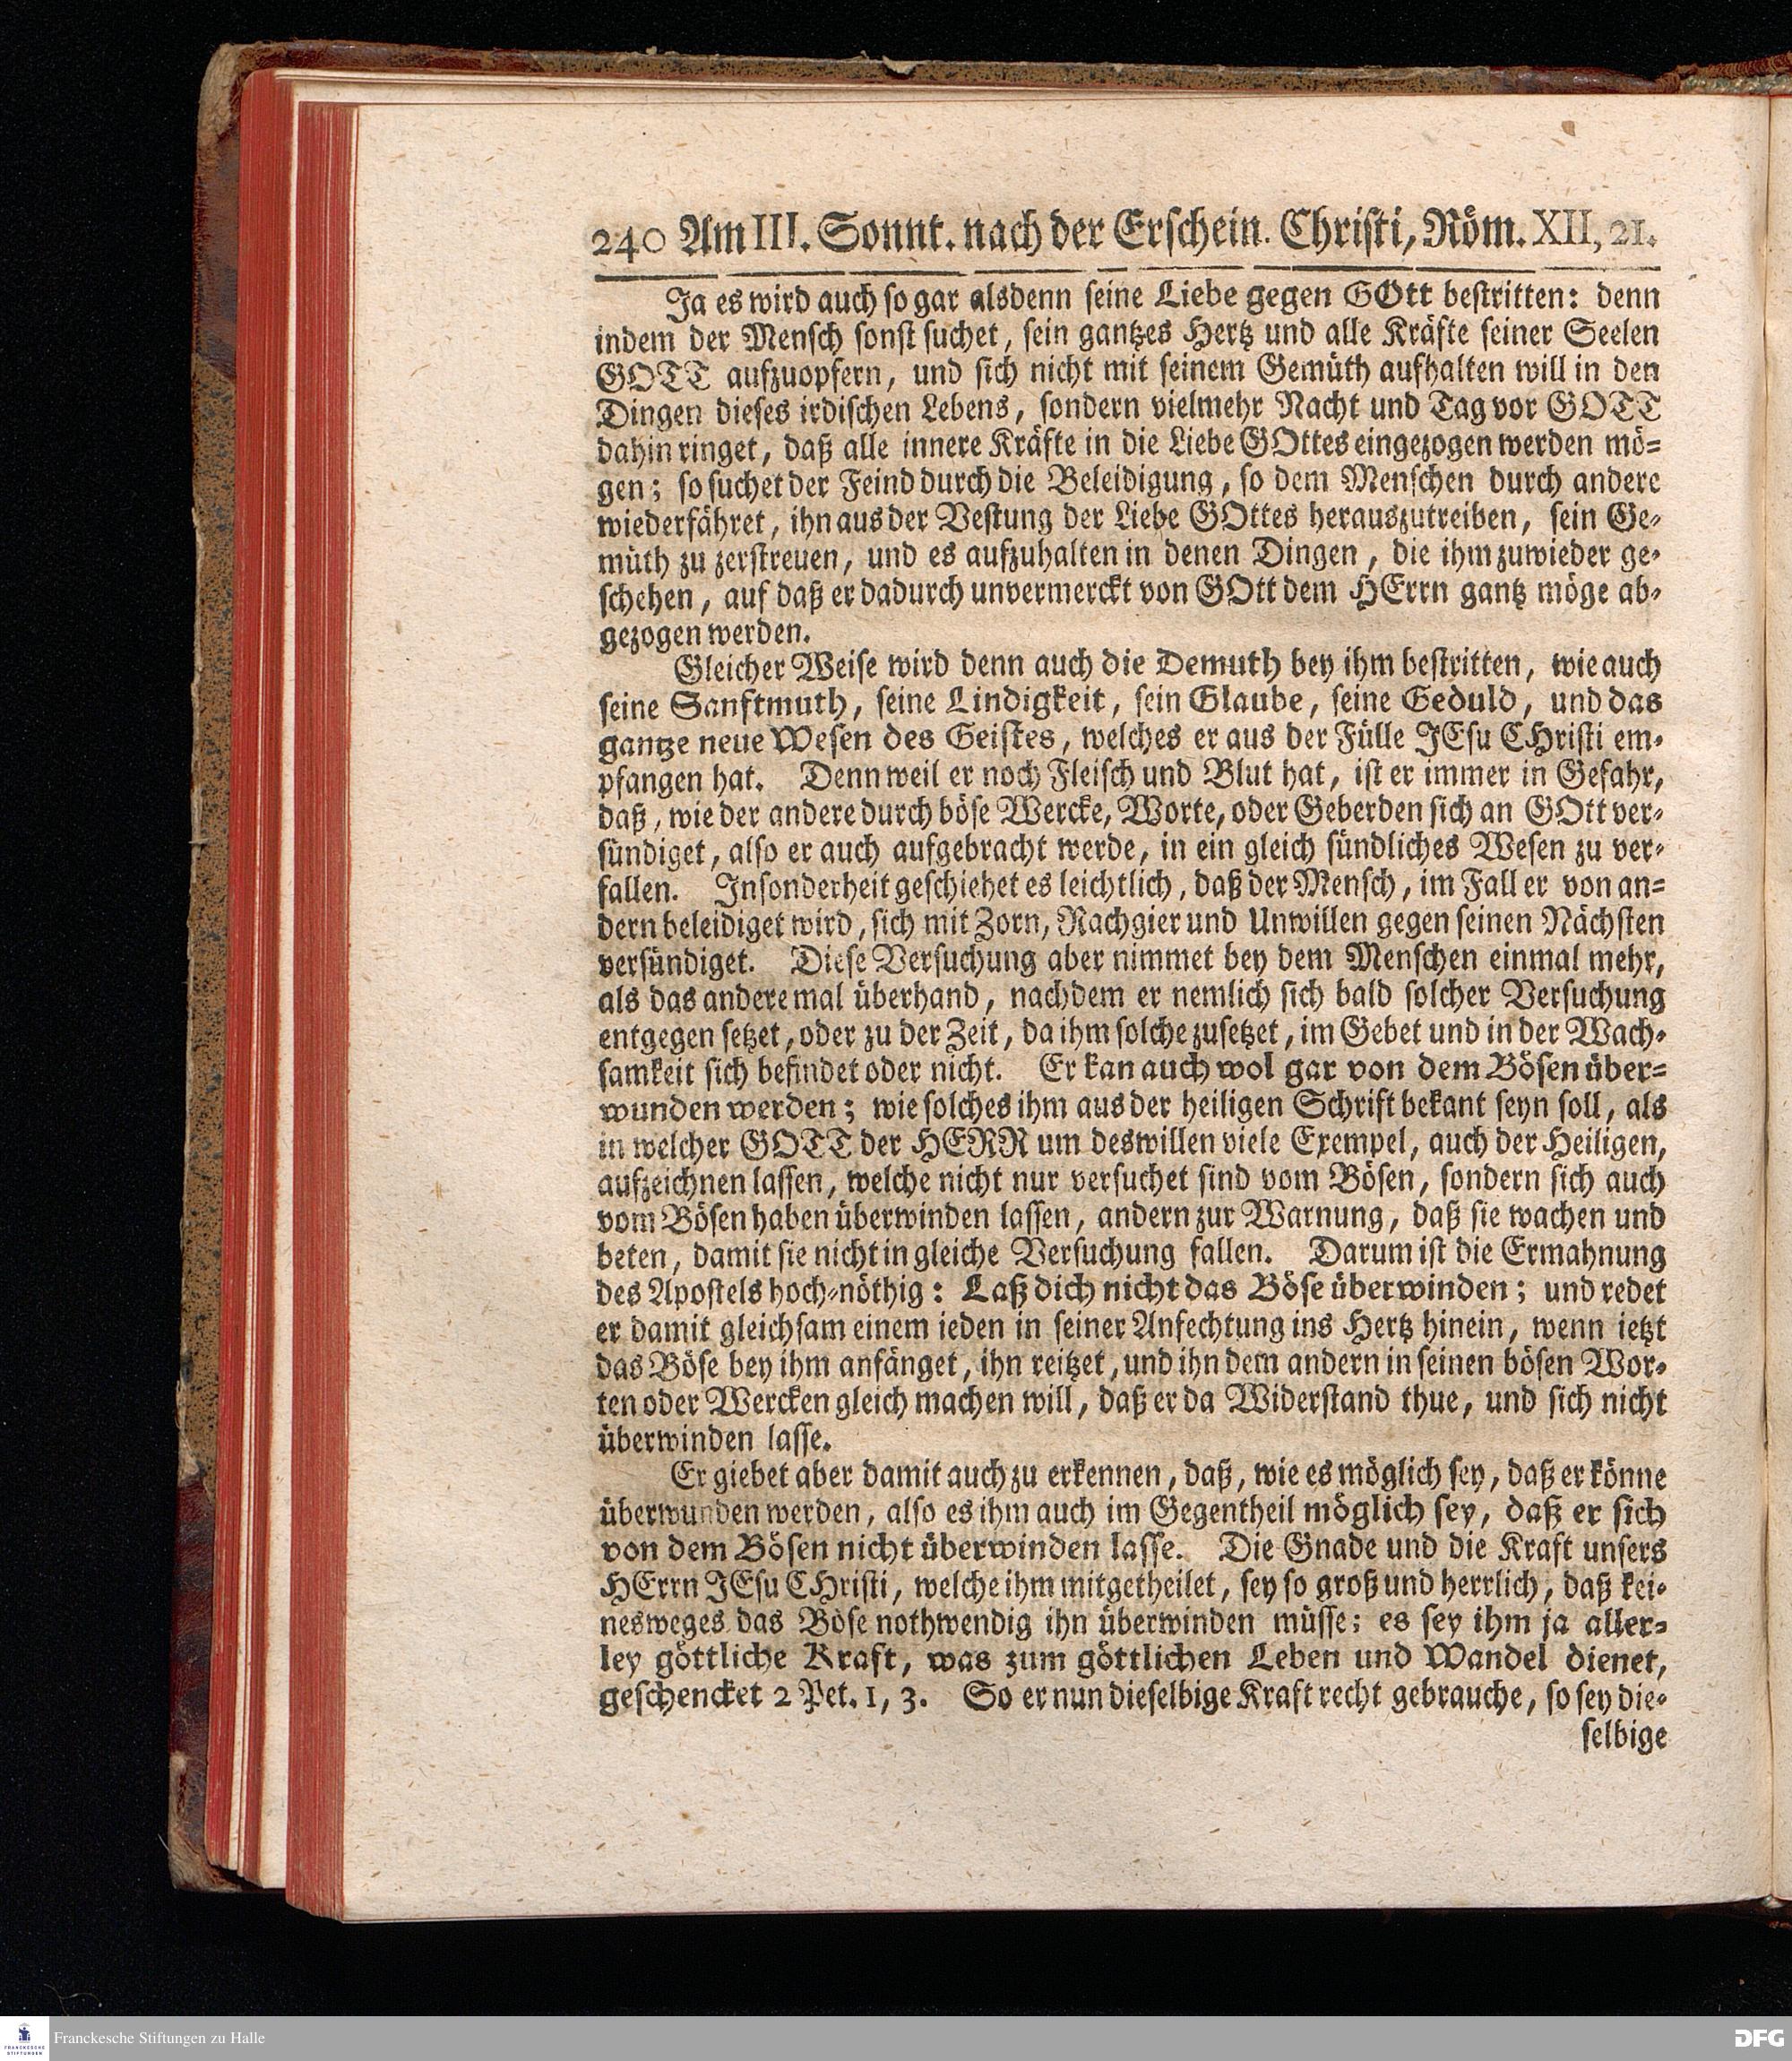 240 Am III. Sonnt. nach der Erschein. Christi, Röm. XII, 21.
Ja es wird auch so gar alsdenn seine Liebe gegen GOtt bestritten: denn
indem der Mensch sonst suchet, sein gantzes Hertz und alle Kräfte seiner Seelen
GOTT aufzuopfern, und sich nicht mit seinem Gemüth aufhalten will in den
Dingen dieses irdischen Lebens, sondern vielmehr Nacht und Tag vor GOTT
dahin ringet, daß alle innere Kräfte in die Liebe GOttes eingezogen werden mö=
gen; so suchet der Feind durch die Beleidigung, so dem Menschen durch andere
wiederfähret, ihn aus der Vestung der Liebe GOttes herauszutreiben, sein Ge=
müth zu zerstreuen, und es aufzuhalten in denen Dingen, die ihm zuwieder ge=
schehen, auf daß er dadurch unvermerckt von GOtt dem HErrn gantz möge ab=
gezogen werden.
Gleicher Weise wird denn auch die Demuth bey ihm bestritten, wie auch
seine Sanftmuth, seine Lindigkeit, sein Glaube, seine Geduld, und das
gantze neue Wesen des Geistes, welches er aus der Fülle JEsu CHristi em=
pfangen hat. Denn weil er noch Fleisch und Blut hat, ist er immer in Gefahr,
daß, wie der andere durch böse Wercke, Worte, oder Geberden sich an GOtt ver=
sündiget, also er auch aufgebracht werde, in ein gleich sündliches Wesen zu ver=
fallen. Insonderheit geschiehet es leichtlich, daß der Mensch, im Fall er von an=
dern beleidiget wird, sich mit Zorn, Rachgier und Unwillen gegen seinen Nächsten
versündiget. Diese Versuchung aber nimmet bey dem Menschen einmal mehr,
als das andere mal überhand, nachdem er nemlich sich bald solcher Versuchung
entgegen setzet, oder zu der Zeit, da ihm solche zusetzet, im Gebet und in der Wach=
samkeit sich befindet oder nicht. Er kan auch wol gar von dem Bösen über=
wunden werden; wie solches ihm aus der heiligen Schrift bekant seyn soll, als
in welcher GOTT der HERR um deswillen viele Exempel, auch der Heiligen,
aufzeichnen lassen, welche nicht nur versuchet sind vom Bösen, sondern sich auch
vom Bösen haben überwinden lassen, andern zur Warnung, daß sie wachen und
beten, damit sie nicht in gleiche Versuchung fallen. Darum ist die Ermahnung
des Apostels hoch=nöthig: Laß dich nicht das Böse überwinden; und redet
er damit gleichsam einem ieden in seiner Anfechtung ins Hertz hinein, wenn ietzt
das Böse bey ihm anfänget, ihn reitzet, und ihn dem andern in seinen bösen Wor=
ten oder Wercken gleich machen will, daß er da Widerstand thue, und sich nicht
überwinden lasse.
Er giebet aber damit auch zu erkennen, daß, wie es möglich sey, daß er könne
überwunden werden, also es ihm auch im Gegentheil möglich sey, daß er sich
von dem Bösen nicht überwinden lasse. Die Gnade und die Kraft unsers
HErrn JEsu CHristi, welche ihm mitgetheilet, sey so groß und herrlich, daß kei=
nesweges das Böse nothwendig ihn überwinden müsse; es sey ihm ja aller=
ley göttliche Kraft, was zum göttlichen Leben und Wandel dienet,
geschencket 2 Pet. 1, 3. So er nun dieselbige Kraft recht gebrauche, so sey die=
selbige
FRANCKESCHE STIFTUNGEN
Franckesche Stiftungen zu Halle
DFG